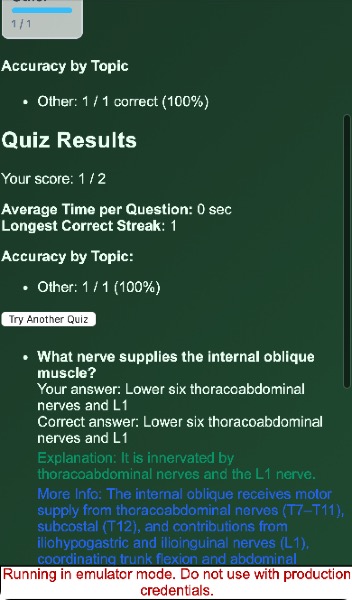 1 / 1
Accuracy by Topic
• Other: 1 / 1 correct (100%)
Quiz Results
Your score: 1 / 2
Average Time per Question: 0 sec
Longest Correct Streak: 1
Accuracy by Topic:
• Other: 1 / 1 (100%)
Try Another Quiz
• What nerve supplies the internal oblique
muscle?
Your answer: Lower six thoracoabdominal
nerves and L1
Correct answer: Lower six thoracoabdominal
nerves and L1
Explanation: It is innervated by
thoracoabdominal nerves and the L1 nerve.
More Info: The internal oblique receives motor
supply from thoracoabdominal nerves (T7–T11),
subcostal (T12), and contributions from
iliohypogastric and ilioinguinal nerves (L1),
coordinating trunk flexion and abdominal
Running in emulator mode. Do not use with production
credentials.